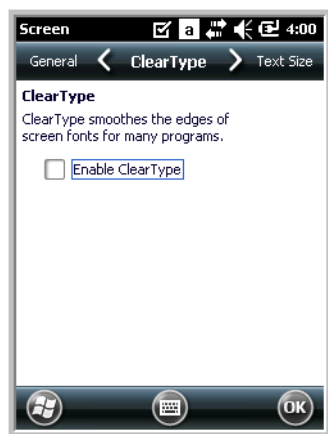 Screen a 4:00
General ClearType Text Size
ClearType
ClearType smoothes the edges of
screen fonts for many programs.
Enable ClearType
OK